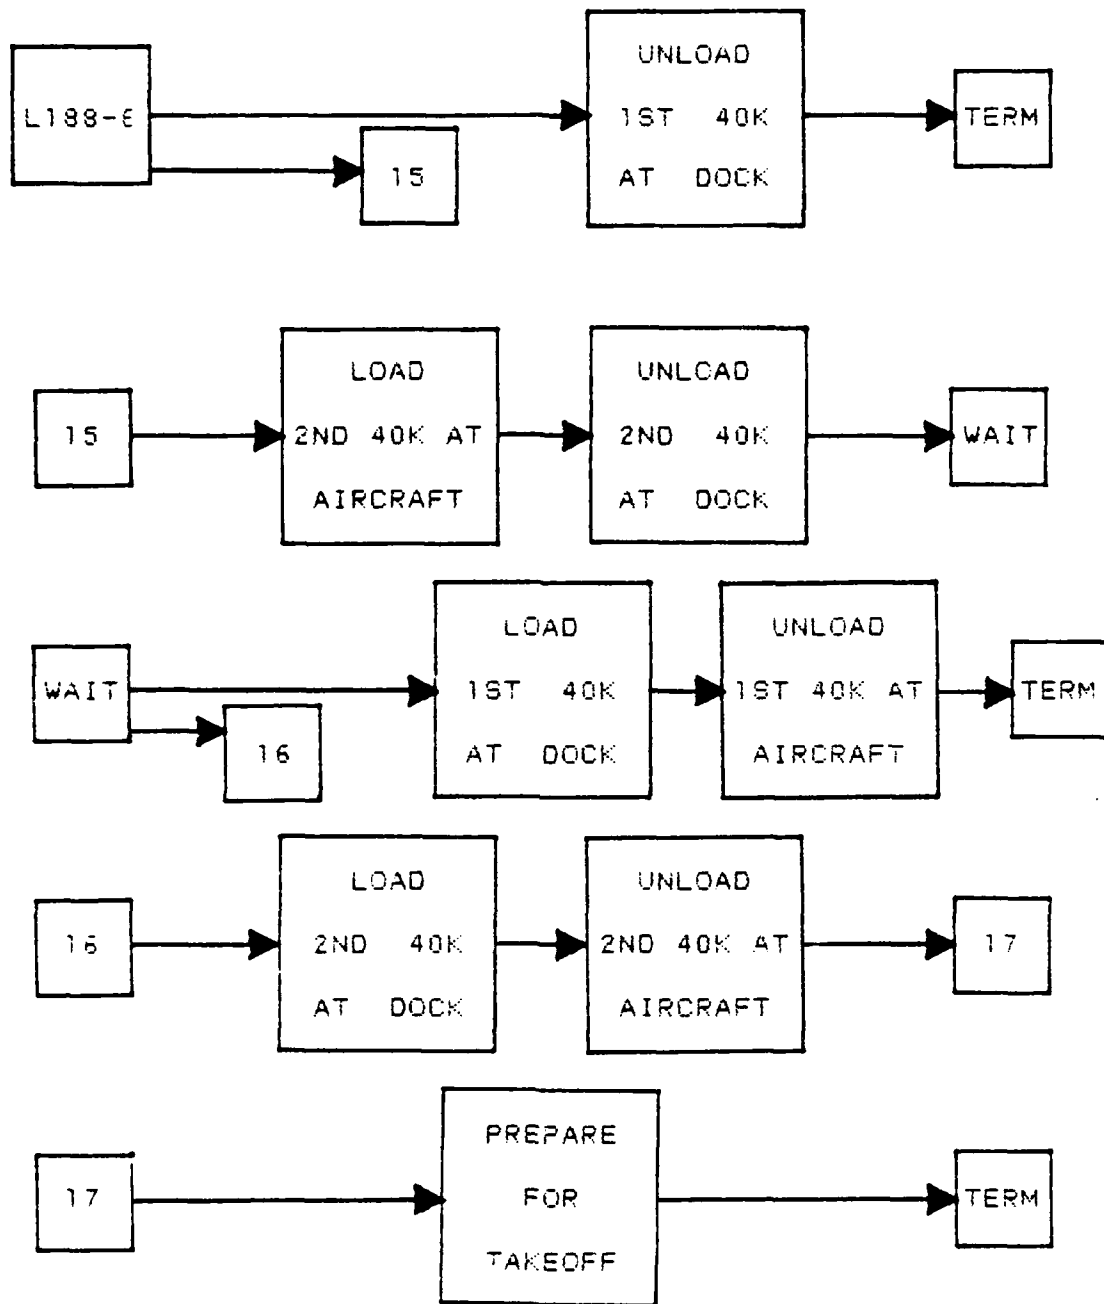 UNLOAD
L188-6 1ST 40K TERM
15 AT DOCK
LOAD UNLOAD
15 2ND 40K AT 2ND 40K WAIT
AIRCRAFT AT DOCK
LOAD UNLOAD
WAIT 1ST 40K 1ST 40K AT TERM
16 AT DOCK AIRCRAFT
LOAD UNLOAD
16 2ND 40K 2ND 40K AT 17
AT DOCK AIRCRAFT
PREPARE
17 FOR TERM
TAKEOFF